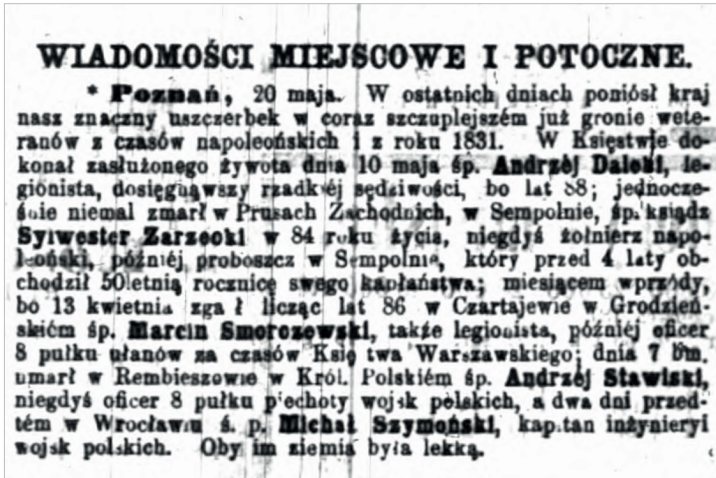 WIADOMOŚCI MIEJSCOWE I POTOCZNE.
* Poznań, 20 maja. W ostatnich dniach poniósł kraj
nasz znaczny uszczerbek w coraz szczuplejszém już gronie wete-
ranów z czasów napoleońskich i z roku 1831. W Księstwie do-
konał zasłużonego żywota dnia 10 maja śp. Andrzéj Daleki, le-
gionista, dosięgnąwszy rzadkiéj sędziwości, bo lat 88; jednocze-
śnie niemal zmarł w Prusach Zachodnich, w Sempolnie, śp. ksiądz
Sylwester Zarzecki w 84 roku życia, niegdyś żołnierz napo-
leoński, późniéj proboszcz w Sempolnie, który przed 4 laty ob-
chodził 50letnią rocznicę swego kapłaństwa; miesiącem wprzódy,
bo 13 kwietnia zga ł licząc lat 86 w Czartajewie w Grodzień-
skiém śp. Marcin Smorczewski, także legionista, późniéj oficer
8 pułku ułanów za czasów Księ twa Warszawskiego; dnia 7 bm.
umarł w Rembieszowie w Król. Polskiém śp. Andrzéj Stawiski,
niegdyś oficer 8 pułku piechoty wojsk polskich, a dwa dni przed-
tém w Wrocławiu ś. p. Michał Szymoński, kapitan inżynieryi
wojsk polskich. Oby im ziemia była lekką.